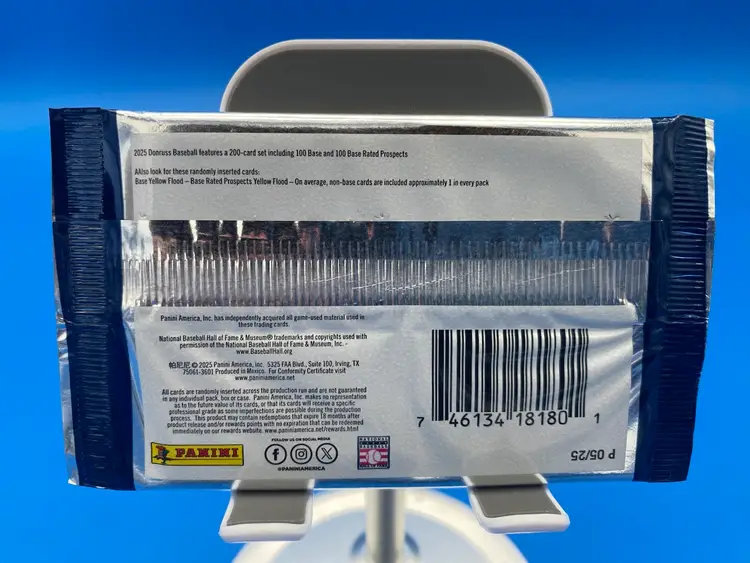 2025 Donruss Baseball features a 200-card set including 100 Base and 100 Base Rated Prospects
AAlso look for these randomly inserted cards:
Base Yellow Flood – Base Rated Prospects Yellow Flood – On average, non-base cards are included approximately 1 in every pack
Panini America, Inc. has independently acquired all game-used material used in
these trading cards.
National Baseball Hall of Fame & Museum® trademarks and copyrights used with
permission of the National Baseball Hall of Fame & Museum, Inc. -
www.BaseballHall.org
帕尼尼 © 2025 Panini America, Inc. 5325 FAA Blvd., Suite 100, Irving, TX
75061-3601 Produced in Mexico. For Conformity Certificate visit
www.paniniamerica.net
All cards are randomly inserted across the production run and are not guaranteed
in any individual pack, box or case. Panini America, Inc. makes no representation
as to the future value of its cards, or that its cards will receive a specific
professional grade as some imperfections are possible during the production
process. This product may contain redemptions that expire 18 months after
product release and/or rewards points with no expiration that can be redeemed
immediately on our rewards website. www.paniniamerica.net/rewards.html
PANINI
FOLLOW US ON SOCIAL MEDIA
@PANINIAMERICA
NATIONAL
BASEBALL
HALL OF FAME
7 46134 18180 1
P 05/25